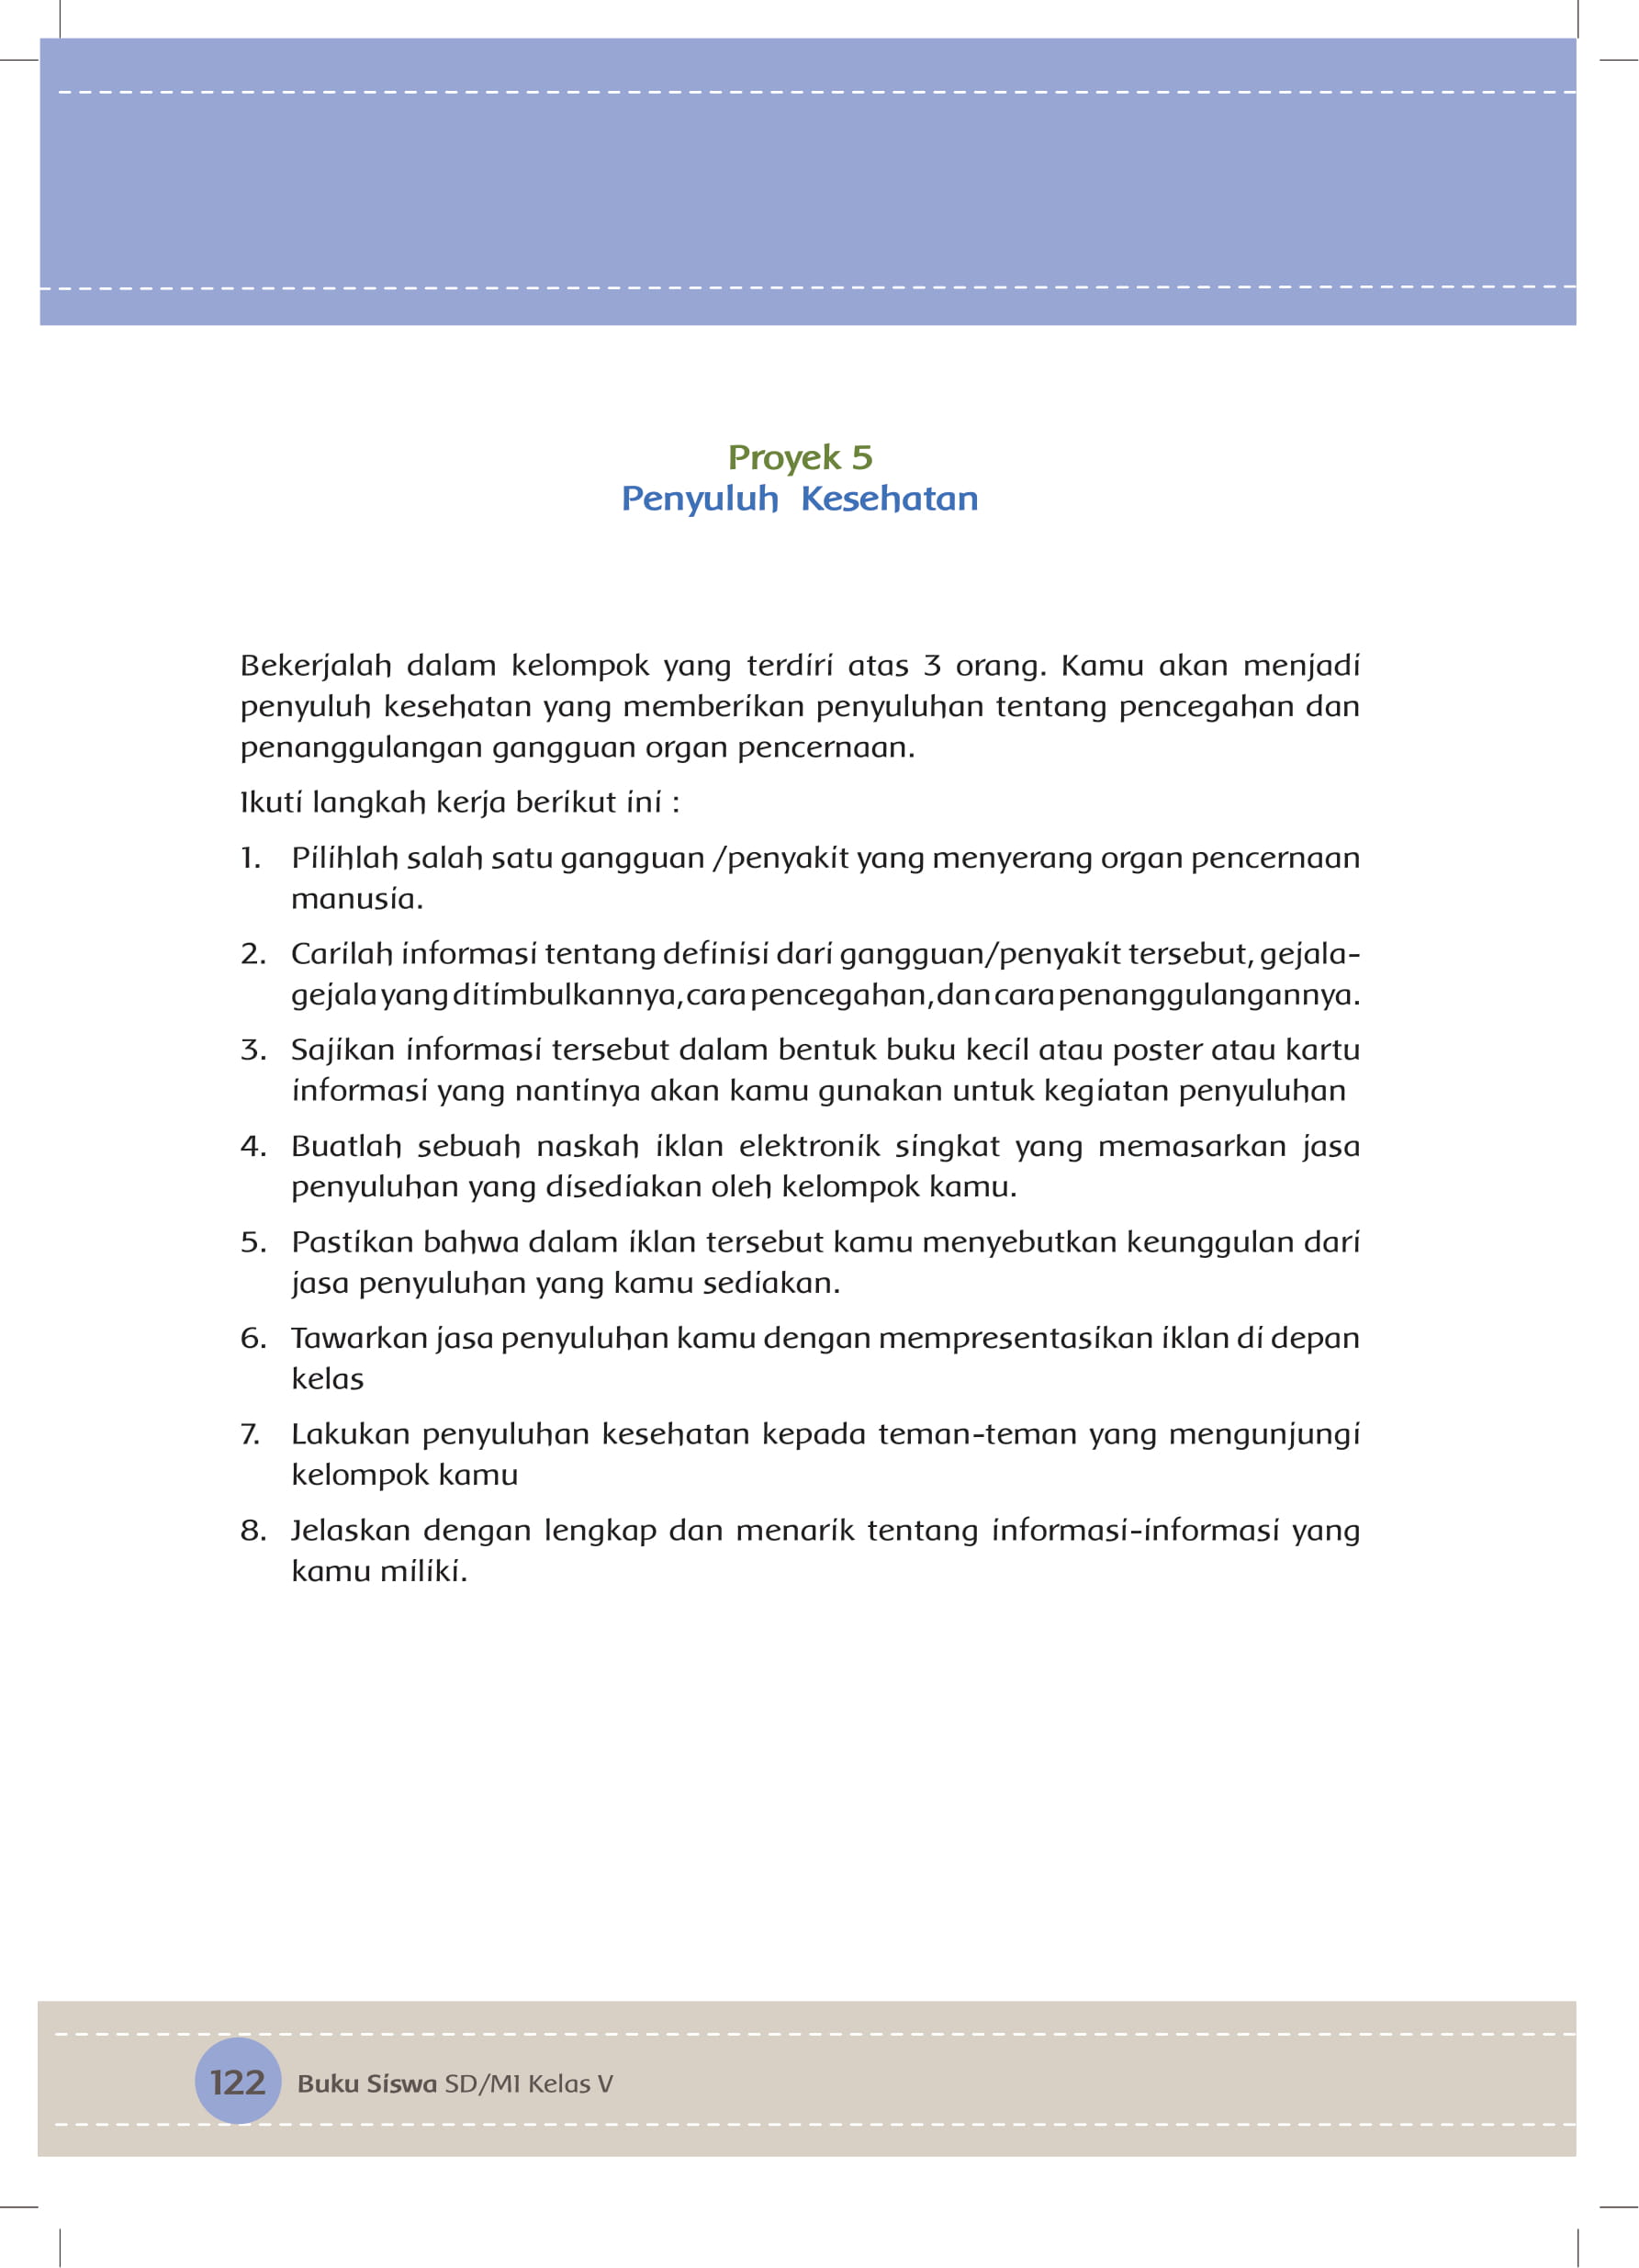 Proyek 5
Penyuluh Kesehatan
Bekerjalah dalam kelompok yang terdiri atas 3 orang. Kamu akan menjadi
penyuluh kesehatan yang memberikan penyuluhan tentang pencegahan dan
penanggulangan gangguan organ pencernaan.
Ikuti langkah kerja berikut ini :
1. Pilihlah salah satu gangguan /penyakit yang menyerang organ pencernaan
manusia.
2. Carilah informasi tentang definisi dari gangguan/penyakit tersebut, gejala-
gejala yang ditimbulkannya, cara pencegahan, dan cara penanggulangannya.
3. Sajikan informasi tersebut dalam bentuk buku kecil atau poster atau kartu
informasi yang nantinya akan kamu gunakan untuk kegiatan penyuluhan
4. Buatlah sebuah naskah iklan elektronik singkat yang memasarkan jasa
penyuluhan yang disediakan oleh kelompok kamu.
5. Pastikan bahwa dalam iklan tersebut kamu menyebutkan keunggulan dari
jasa penyuluhan yang kamu sediakan.
6. Tawarkan jasa penyuluhan kamu dengan mempresentasikan iklan di depan
kelas
7. Lakukan penyuluhan kesehatan kepada teman-teman yang mengunjungi
kelompok kamu
8. Jelaskan dengan lengkap dan menarik tentang informasi-informasi yang
kamu miliki.
122 Buku Siswa SD/MI Kelas V